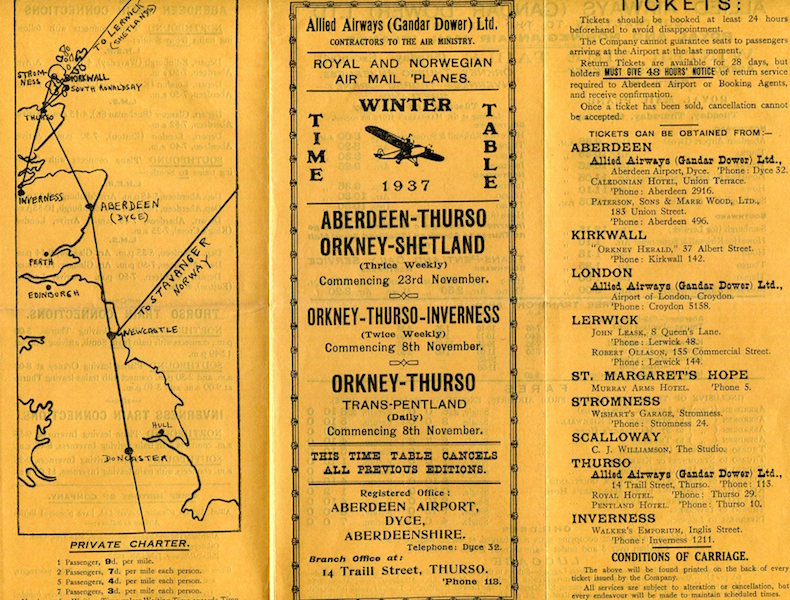 TO LERWICK
(SHETLANDS)
STROM-
NESS
KIRKWALL
SOUTH RONALDSAY
THURSO
INVERNESS
ABERDEEN
(DYCE)
TO STAVANGER
NORWAY
PERTH
EDINBURGH
NEWCASTLE
HULL
DONCASTER
PRIVATE CHARTER.
1 Passenger, 9d. per mile.
2 Passengers, 7d. per mile each person.
5 Passengers, 4d. per mile each person.
7 Passengers, 3d. per mile each person.
Allied Airways (Gandar Dower) Ltd.
CONTRACTORS TO THE AIR MINISTRY.
ROYAL AND NORWEGIAN
AIR MAIL 'PLANES.
WINTER
TIME
TABLE
1937
ABERDEEN-THURSO
ORKNEY-SHETLAND
(Thrice Weekly)
Commencing 23rd November.
ORKNEY-THURSO-INVERNESS
(Twice Weekly)
Commencing 8th November.
ORKNEY-THURSO
TRANS-PENTLAND
(Daily)
Commencing 8th November.
THIS TIME TABLE CANCELS
ALL PREVIOUS EDITIONS.
Registered Office:
ABERDEEN AIRPORT,
DYCE,
ABERDEENSHIRE.
Telephone: Dyce 32.
Branch Office at:
14 Traill Street, THURSO.
'Phone 113.
TICKETS:
Tickets should be booked at least 24 hours
beforehand to avoid disappointment.
The Company cannot guarantee seats to passengers
arriving at the Airport at the last moment.
Return Tickets are available for 28 days, but
holders MUST GIVE 48 HOURS' NOTICE of return service
required to Aberdeen Airport or Booking Agents,
and receive confirmation.
Once a ticket has been sold, cancellation cannot
be accepted.
TICKETS CAN BE OBTAINED FROM:—
ABERDEEN
Allied Airways (Gandar Dower) Ltd.,
Aberdeen Airport, Dyce. 'Phone: Dyce 32.
CALEDONIAN HOTEL, Union Terrace.
'Phone: Aberdeen 2916.
PATERSON, SONS & MARR WOOD, LTD.,
183 Union Street.
'Phone: Aberdeen 496.
KIRKWALL
"ORKNEY HERALD," 37 Albert Street.
'Phone: Kirkwall 142.
LONDON
Allied Airways (Gandar Dower) Ltd.,
Airport of London, Croydon.
'Phone: Croydon 5158.
LERWICK
JOHN LEASK, 8 Queen's Lane.
'Phone: Lerwick 48.
ROBERT OLLASON, 155 Commercial Street.
'Phone: Lerwick 144.
ST. MARGARET'S HOPE
MURRAY ARMS HOTEL. 'Phone 5.
STROMNESS
WISHART'S GARAGE, Stromness.
'Phone: Stromness 24.
SCALLOWAY
C. J. WILLIAMSON, The Studio.
THURSO
Allied Airways (Gandar Dower) Ltd.,
14 Traill Street, Thurso. 'Phone: 113.
ROYAL HOTEL. 'Phone: Thurso 29.
PENTLAND HOTEL. 'Phone: Thurso 10.
INVERNESS
WALKER'S EMPORIUM, Inglis Street.
'Phone: Inverness 1211.
CONDITIONS OF CARRIAGE.
The above will be found printed on the back of every
ticket issued by the Company.
All services are subject to alteration or cancellation, but
every endeavour will be made to maintain scheduled times.